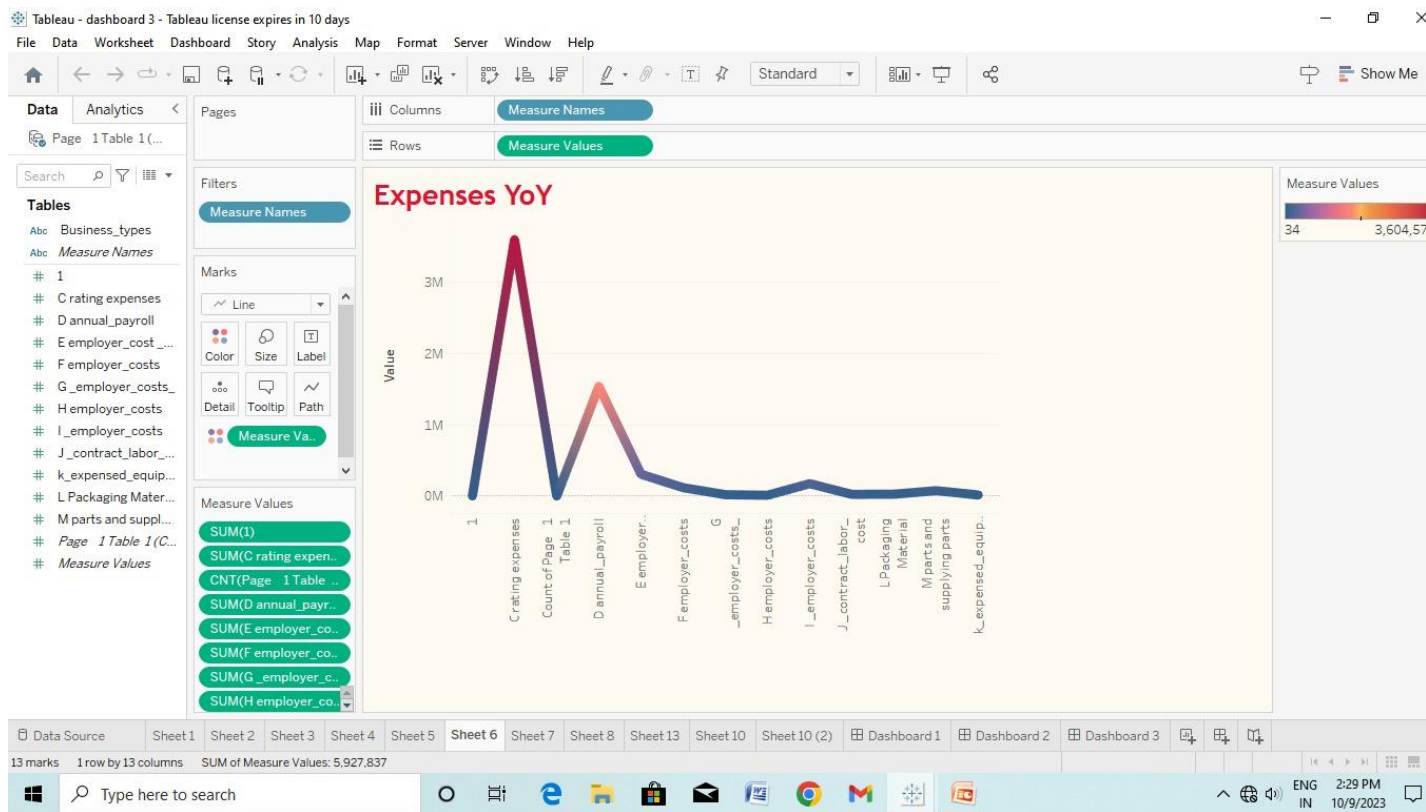 Tableau - dashboard 3 - Tableau license expires in 10 days
File Data Worksheet Dashboard Story Analysis Map Format Server Window Help
Standard
Show Me
Data Analytics
Page 1 Table 1 (...
Search
Tables
Abc Business_types
Abc Measure Names
# 1
# C rating expenses
# D annual_payroll
# E employer_cost _...
# F employer_costs
# G _employer_costs_
# H employer_costs
# I _employer_costs
# J _contract_labor_...
# k_expensed_equip...
# L Packaging Mater...
# M parts and suppl...
# Page 1 Table 1 (C...
# Measure Values
Pages
Filters
Measure Names
Marks
Line
Color Size Label
Detail Tooltip Path
Measure Va..
Measure Values
SUM(1)
SUM(C rating expen..
CNT(Page 1 Table ..
SUM(D annual_payr..
SUM(E employer_co..
SUM(F employer_co..
SUM(G _employer_c..
SUM(H employer_co..
Columns
Measure Names
Rows
Measure Values
Expenses YoY
Value
3M
2M
1M
0M
1
C rating expenses
Count of Page 1
Table 1
D annual_payroll
E employer..
F employer_costs
G
_employer_costs_
H employer_costs
I _employer_costs
J _contract_labor_
cost
L Packaging
Material
M parts and
supplying parts
k_expensed_equip..
Measure Values
34 3,604,57
Data Source Sheet 1 Sheet 2 Sheet 3 Sheet 4 Sheet 5 Sheet 6 Sheet 7 Sheet 8 Sheet 13 Sheet 10 Sheet 10 (2) Dashboard 1 Dashboard 2 Dashboard 3
13 marks 1 row by 13 columns SUM of Measure Values: 5,927,837
Type here to search
ENG
IN
2:29 PM
10/9/2023